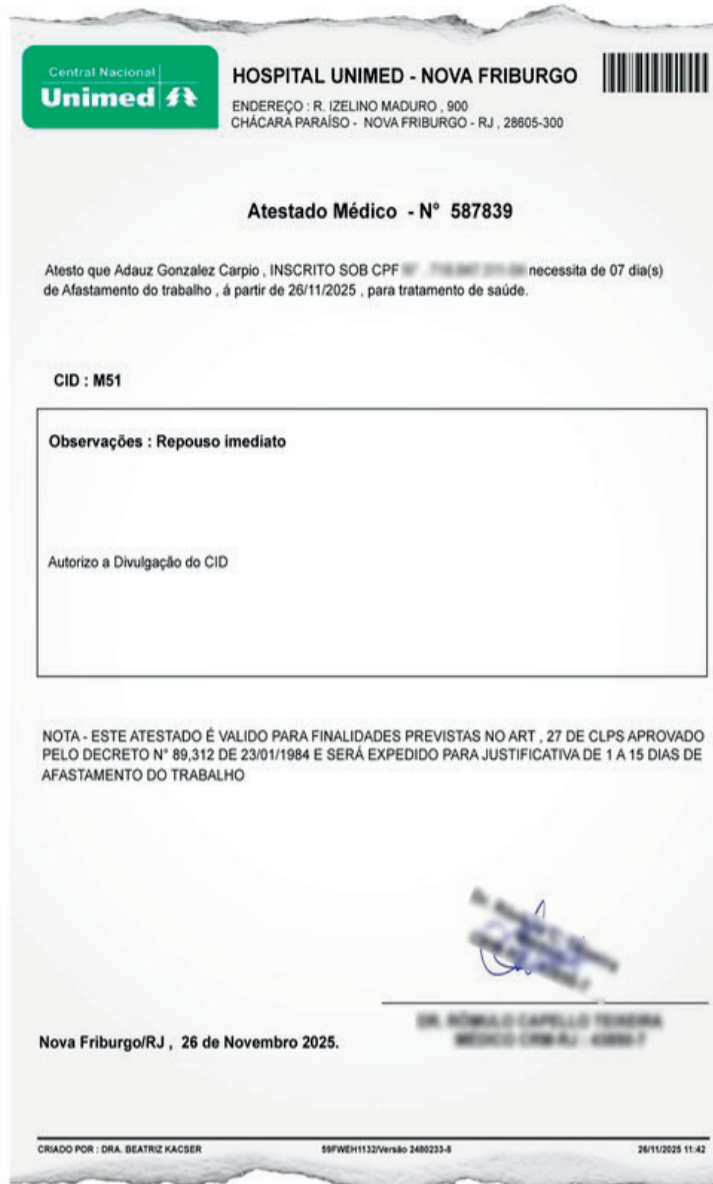 Central Nacional
Unimed
HOSPITAL UNIMED - NOVA FRIBURGO
ENDEREÇO : R. IZELINO MADURO , 900
CHÁCARA PARAÍSO - NOVA FRIBURGO - RJ , 28605-300
Atestado Médico - N° 587839
Atesto que Adauz Gonzalez Carpio , INSCRITO SOB CPF necessita de 07 dia(s)
de Afastamento do trabalho , á partir de 26/11/2025 , para tratamento de saúde.
CID : M51
Observações : Repouso imediato
Autorizo a Divulgação do CID
NOTA - ESTE ATESTADO É VALIDO PARA FINALIDADES PREVISTAS NO ART , 27 DE CLPS APROVADO
PELO DECRETO N° 89,312 DE 23/01/1984 E SERÁ EXPEDIDO PARA JUSTIFICATIVA DE 1 A 15 DIAS DE
AFASTAMENTO DO TRABALHO
Nova Friburgo/RJ , 26 de Novembro 2025.
CRIADO POR : DRA. BEATRIZ KACSER
59FWEH1132/Versão 2480233-8
26/11/2025 11:42